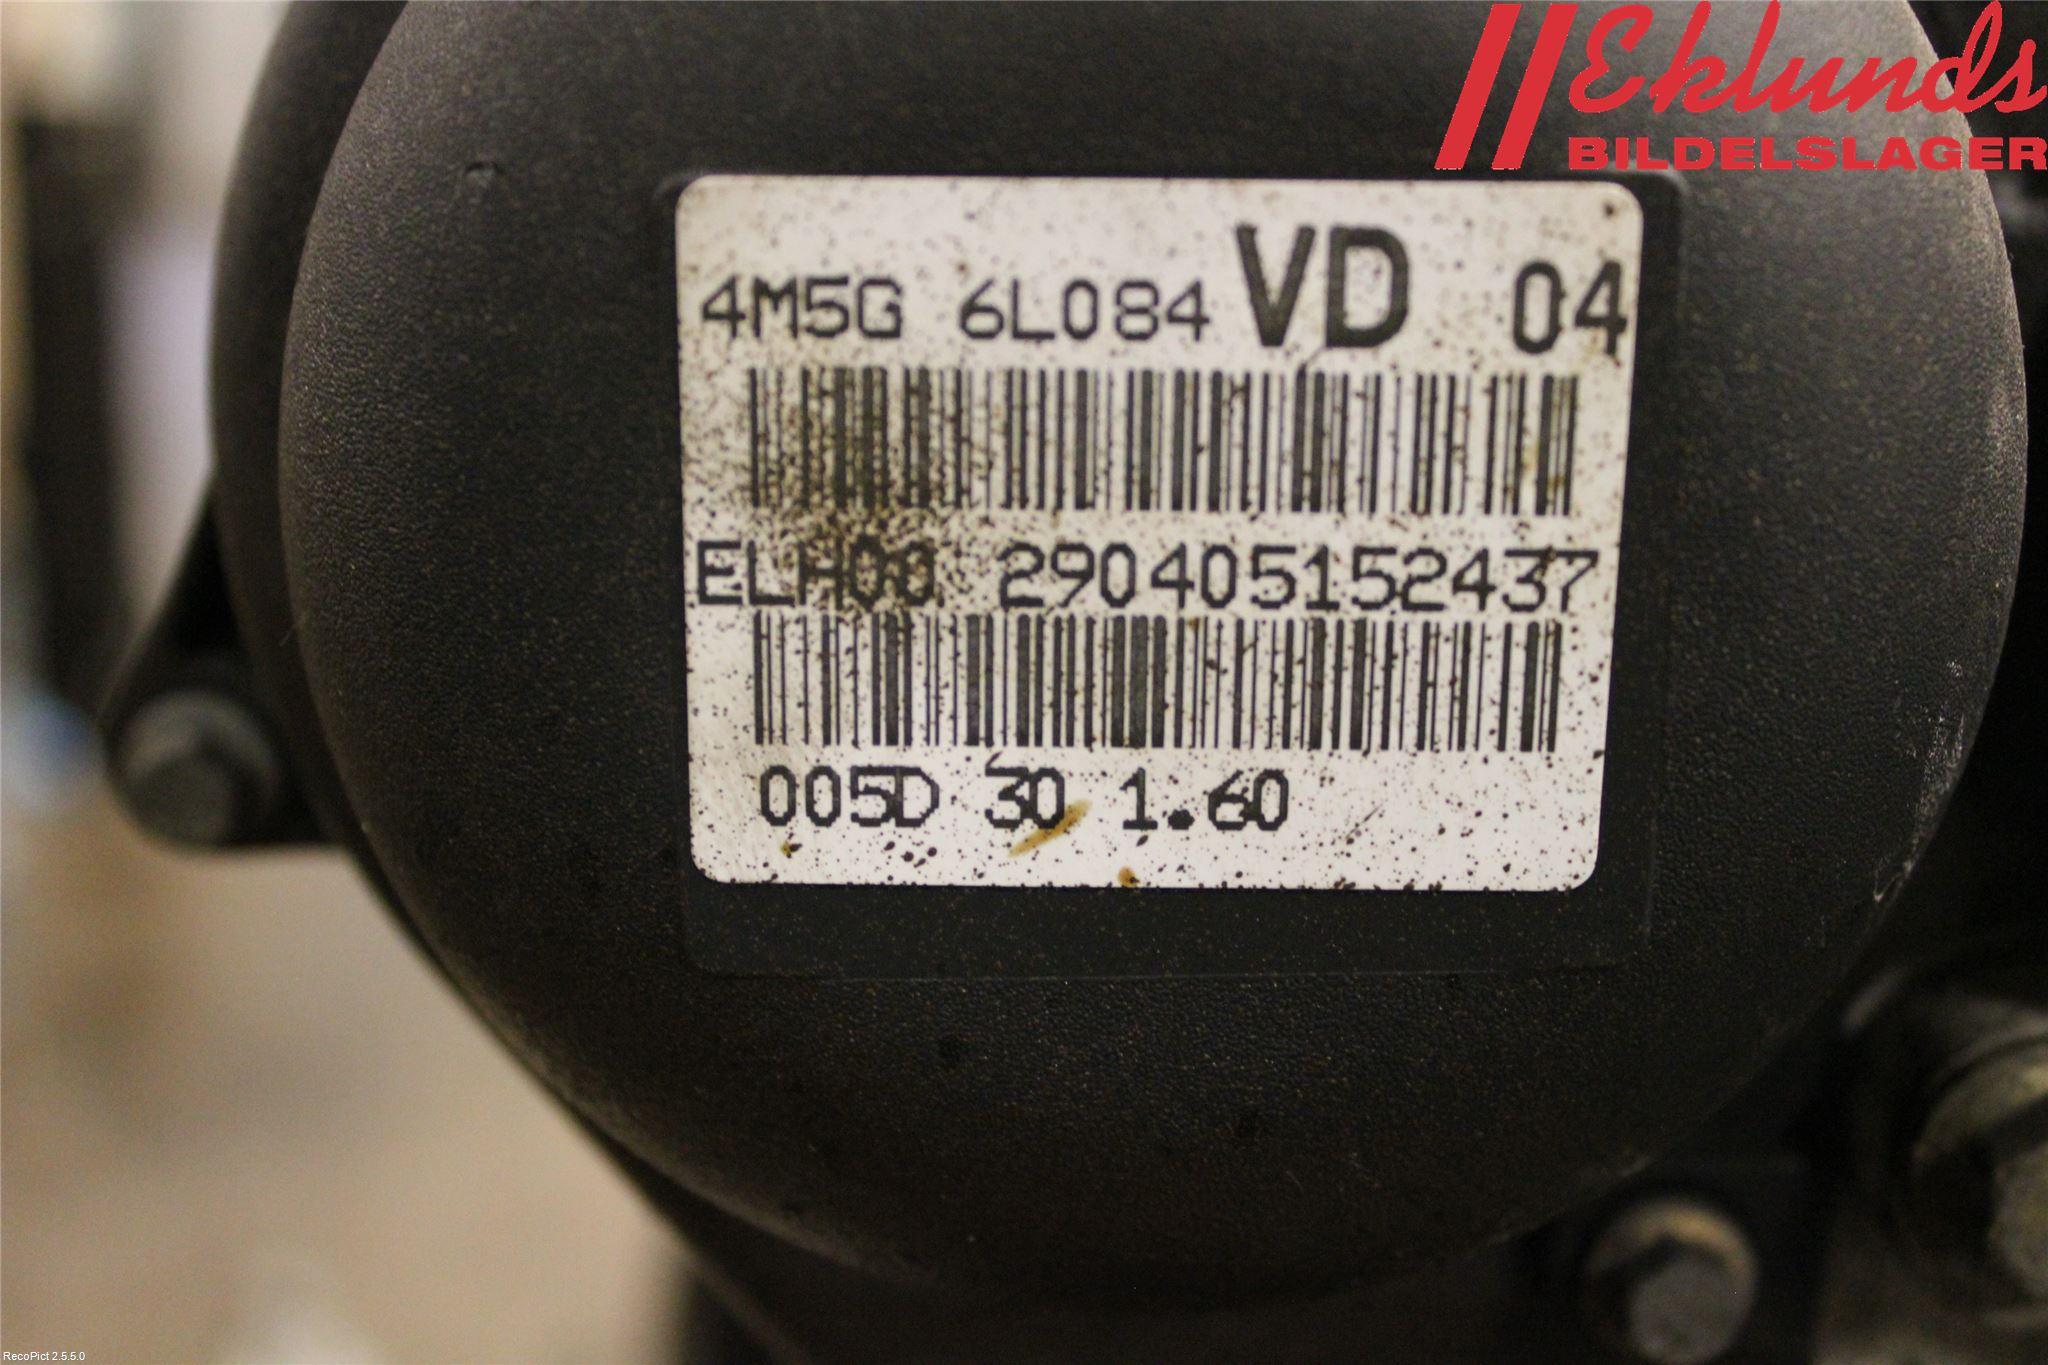 Eklunds
BILDELSLAGER
4M5G 6L084 VD 04
ELH00 290405152437
005D 30 1.60
RecoPict 2.5.5.0